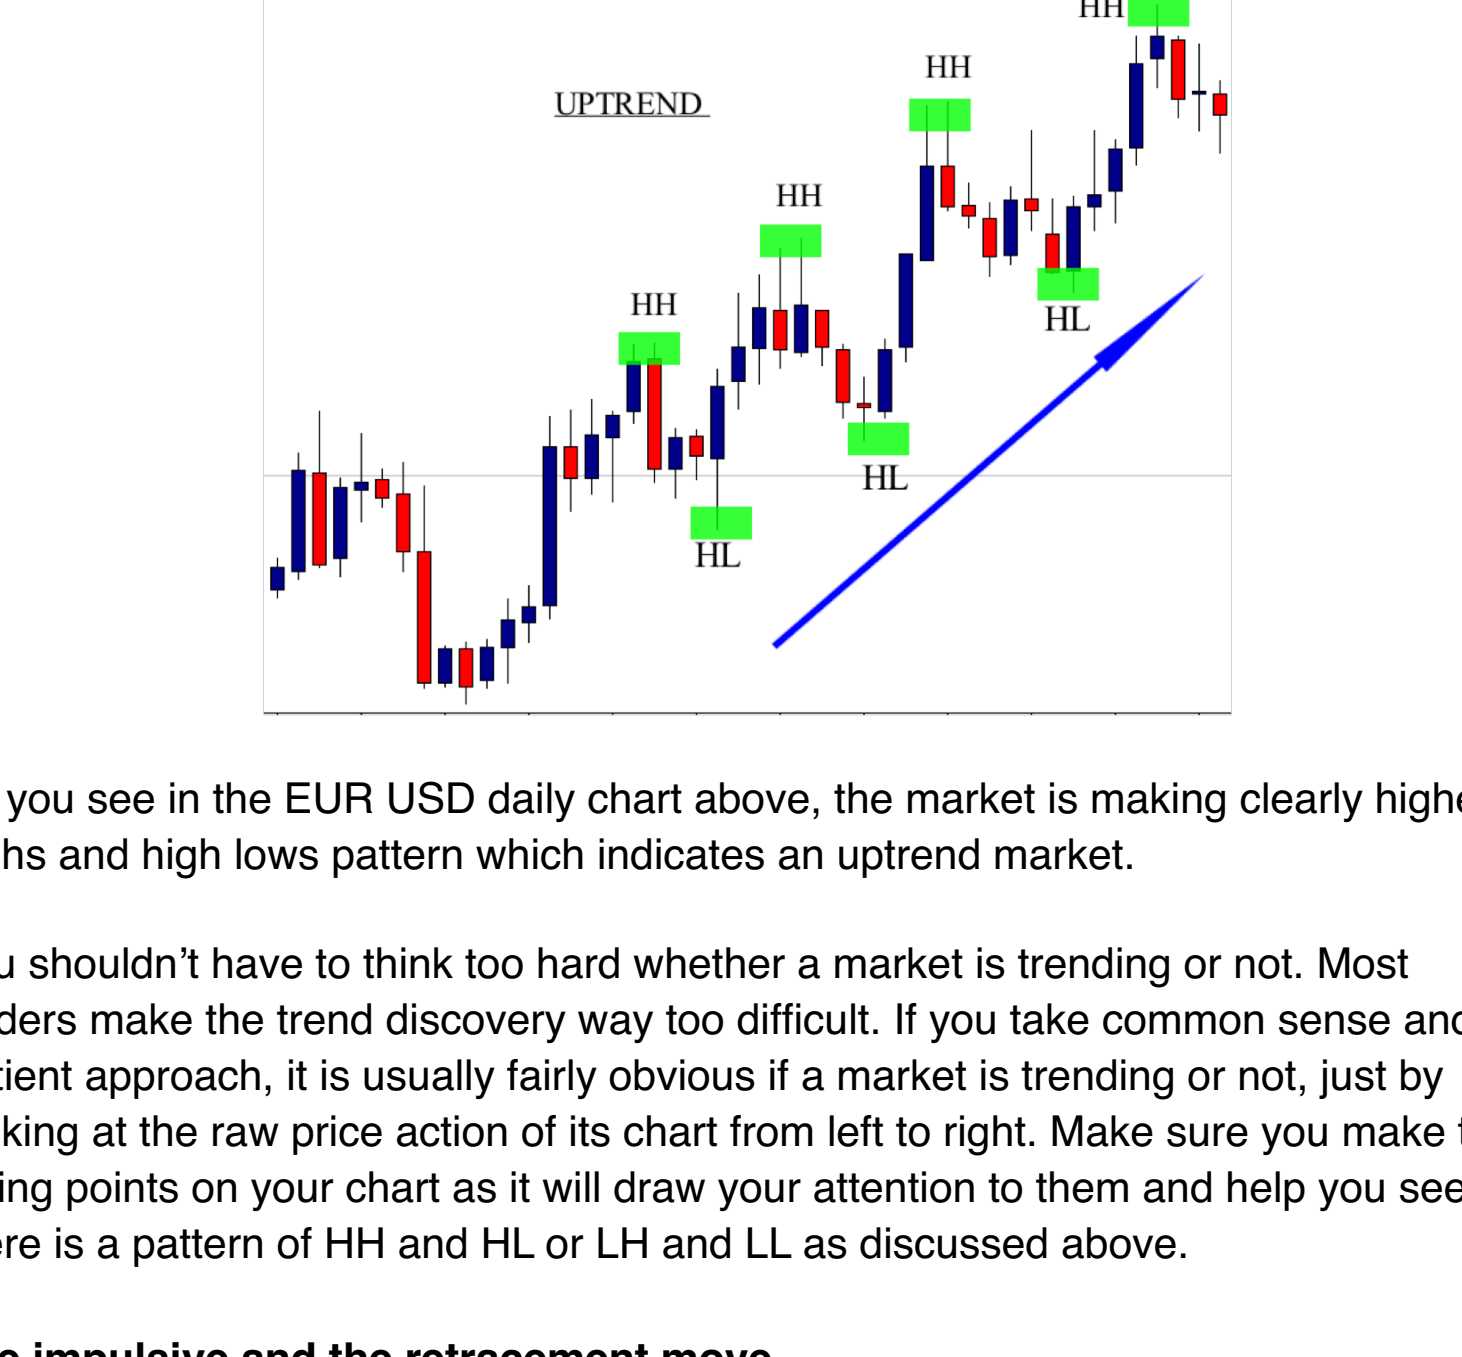 HH
HH
UPTREND
HH
HH
HL
HL
HL
you see in the EUR USD daily chart above, the market is making clearly highe
hs and high lows pattern which indicates an uptrend market.
u shouldn’t have to think too hard whether a market is trending or not. Most
ders make the trend discovery way too difficult. If you take common sense and
tient approach, it is usually fairly obvious if a market is trending or not, just by
king at the raw price action of its chart from left to right. Make sure you make t
ing points on your chart as it will draw your attention to them and help you see
ere is a pattern of HH and HL or LH and LL as discussed above.
e impulsive and the retracement move